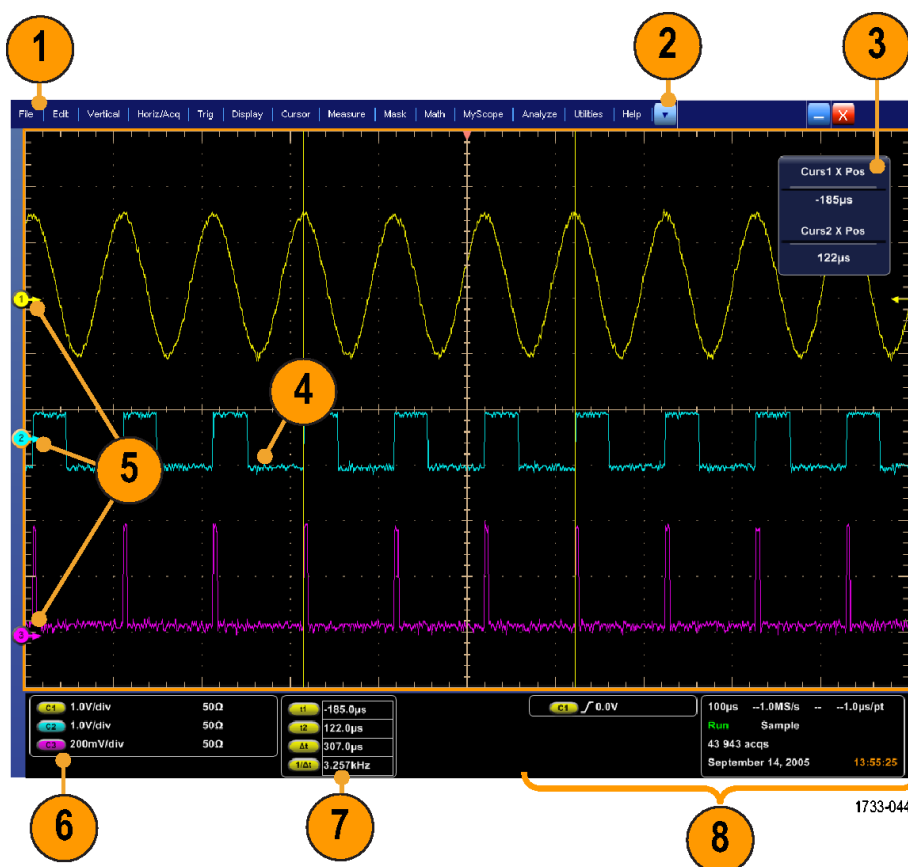 1
2
3
File Edit Vertical Horiz/Acq Trig Display Cursor Measure Mask Math MyScope Analyze Utilities Help
X
Curs1 X Pos
-185µs
Curs2 X Pos
122µs
1
4
2
5
3
C1 1.0V/div 50Ω
C2 1.0V/div 50Ω
C3 200mV/div 50Ω
t1 -185.0µs
t2 122.0µs
Δt 307.0µs
1/Δt 3.257kHz
C1 0.0V
100µs --1.0MS/s -- --1.0µs/pt
Run Sample
43 943 acqs
September 14, 2005 13:55:25
6
7
8
1733-044